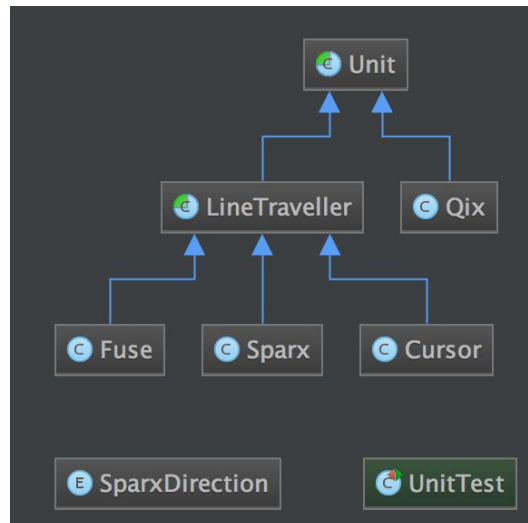 C Unit
C LineTraveller
C Qix
C Fuse
C Sparx
C Cursor
E SparxDirection
C UnitTest